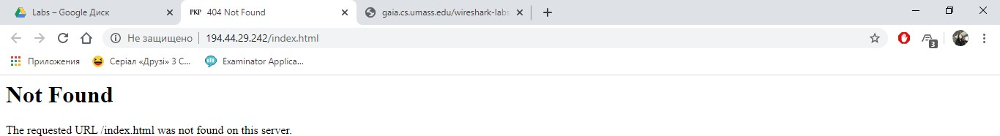 Labs – Google Диск
PKP 404 Not Found
gaia.cs.umass.edu/wireshark-labs
Не защищено 194.44.29.242/index.html
3
Приложения
Серіал «Друзі» 3 С...
Examinator Applica...
Not Found
The requested URL /index.html was not found on this server.